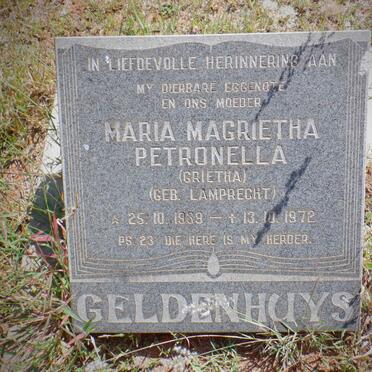 IN LIEFDEVOLLE HERINNERING AAN
MY DIERBARE EGGENOTE
EN ONS MOEDER
MARIA MAGRIETHA
PETRONELLA
(GRIETHA)
(GEB. LAMPRECHT)
✩ 25. 10. 1939 — ✝ 13. 10. 1972
PS. 23 DIE HERE IS MY HERDER.
GELDENHUYS